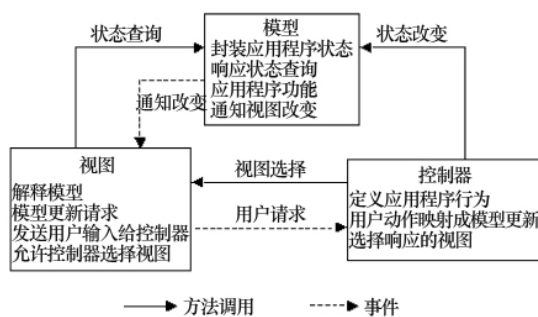 状态查询
模型
封装应用程序状态
响应状态查询
应用程序功能
通知视图改变
状态改变
通知改变
视图
解释模型
模型更新请求
发送用户输入给控制器
允许控制器选择视图
视图选择
用户请求
控制器
定义应用程序行为
用户动作映射成模型更新
选择响应的视图
方法调用
事件